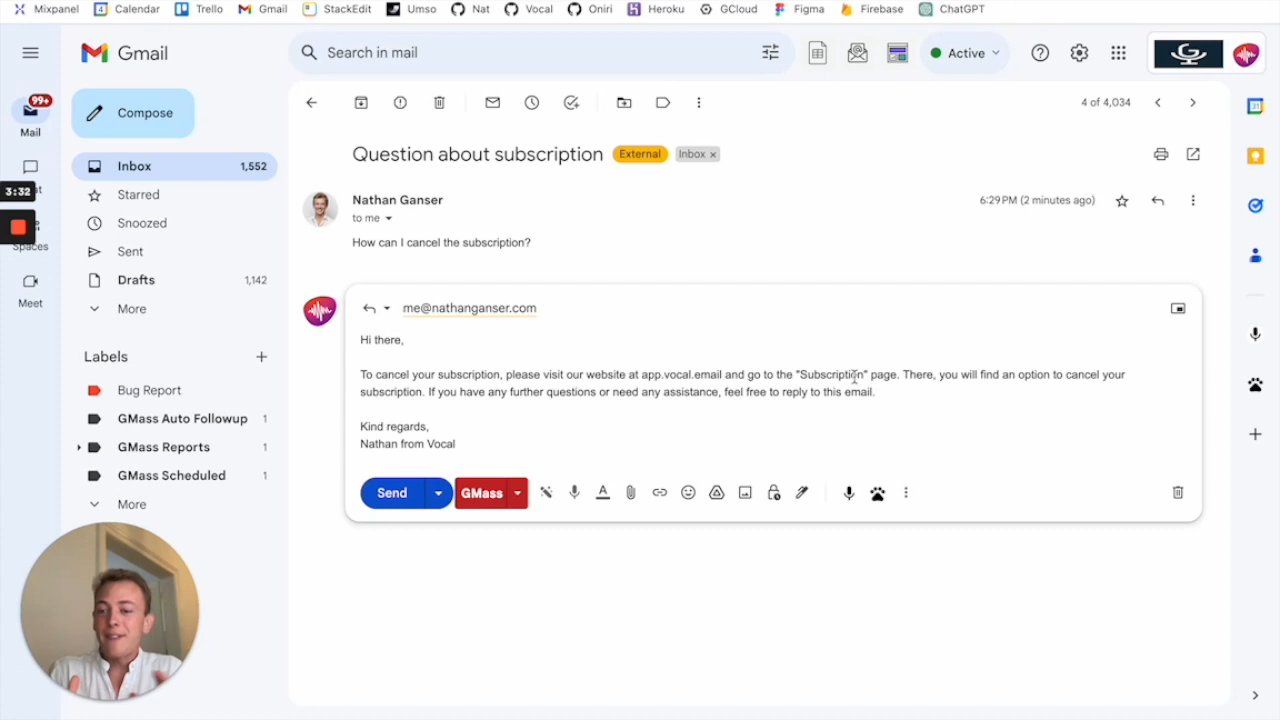 Mixpanel
Calendar
Trello
Gmail
StackEdit
Umso
Nat
Vocal
Oniri
Heroku
GCloud
Figma
Firebase
ChatGPT
Gmail
Search in mail
Active
99+
Mail
Compose
4 of 4,034
Question about subscription
External
Inbox ×
Inbox 1,552
Starred
3:32
Snoozed
Spaces
Sent
Drafts 1,142
Meet
More
Nathan Ganser
6:29 PM (2 minutes ago)
to me
How can I cancel the subscription?
me@nathanganser.com
Hi there,
To cancel your subscription, please visit our website at app.vocal.email and go to the "Subscription" page. There, you will find an option to cancel your
subscription. If you have any further questions or need any assistance, feel free to reply to this email.
Kind regards,
Nathan from Vocal
Send
GMass
Labels
Bug Report
GMass Auto Followup 1
GMass Reports 1
GMass Scheduled 1
More